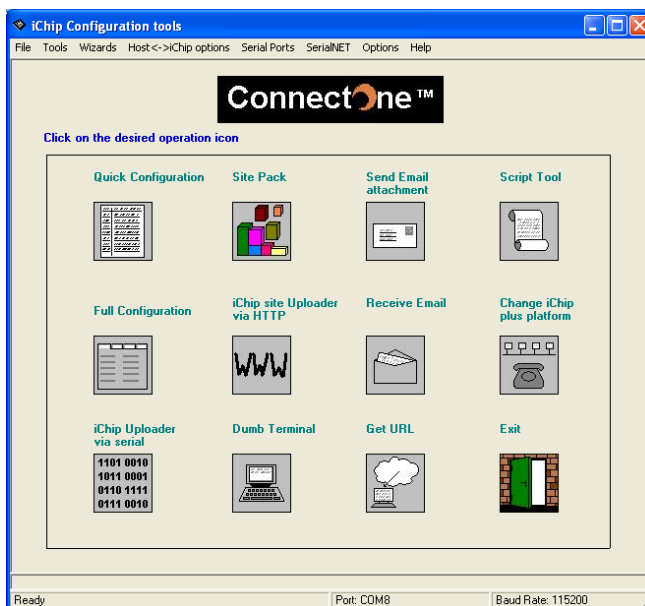 iChip Configuration tools
File Tools Wizards Host<->iChip options Serial Ports SerialNET Options Help
ConnectOne™
Click on the desired operation icon
Quick Configuration
Site Pack
Send Email
attachment
Script Tool
Full Configuration
iChip site Uploader
via HTTP
WWW
Receive Email
Change iChip
plus platform
iChip Uploader
via serial
1101 0010
1011 0001
0110 1111
0111 0010
Dumb Terminal
Get URL
Exit
Ready
Port: COM8
Baud Rate: 115200